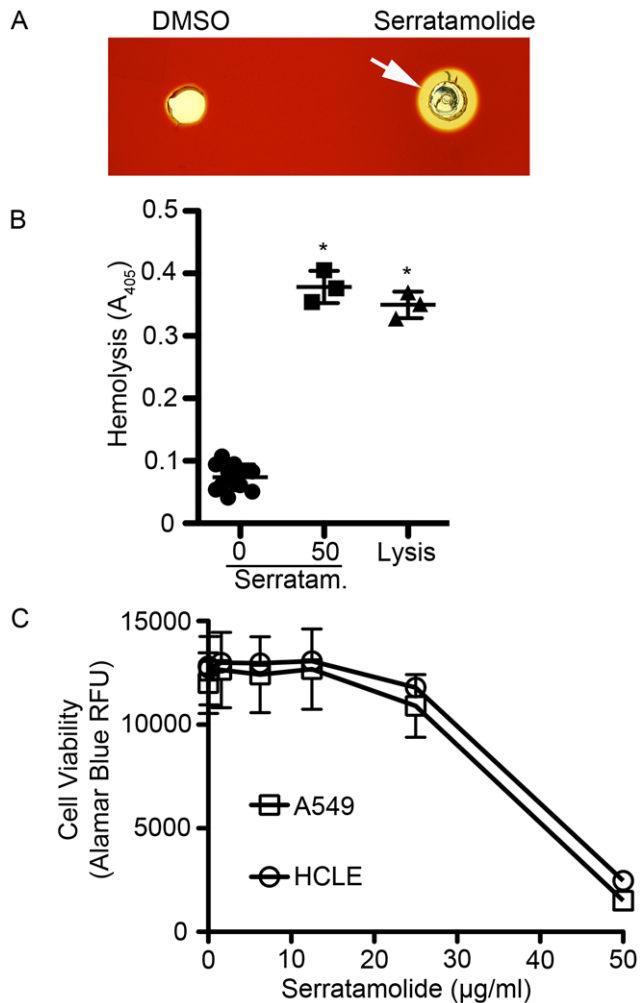 A
DMSO Serratamolide
B
Hemolysis (A405)
0.5
0.4
0.3
0.2
0.1
0
* *
0 50 Lysis
Serratam.
C
Cell Viability
(Alamar Blue RFU)
15000
10000
5000
0
A549
HCLE
0 10 20 30 40 50
Serratamolide (µg/ml)